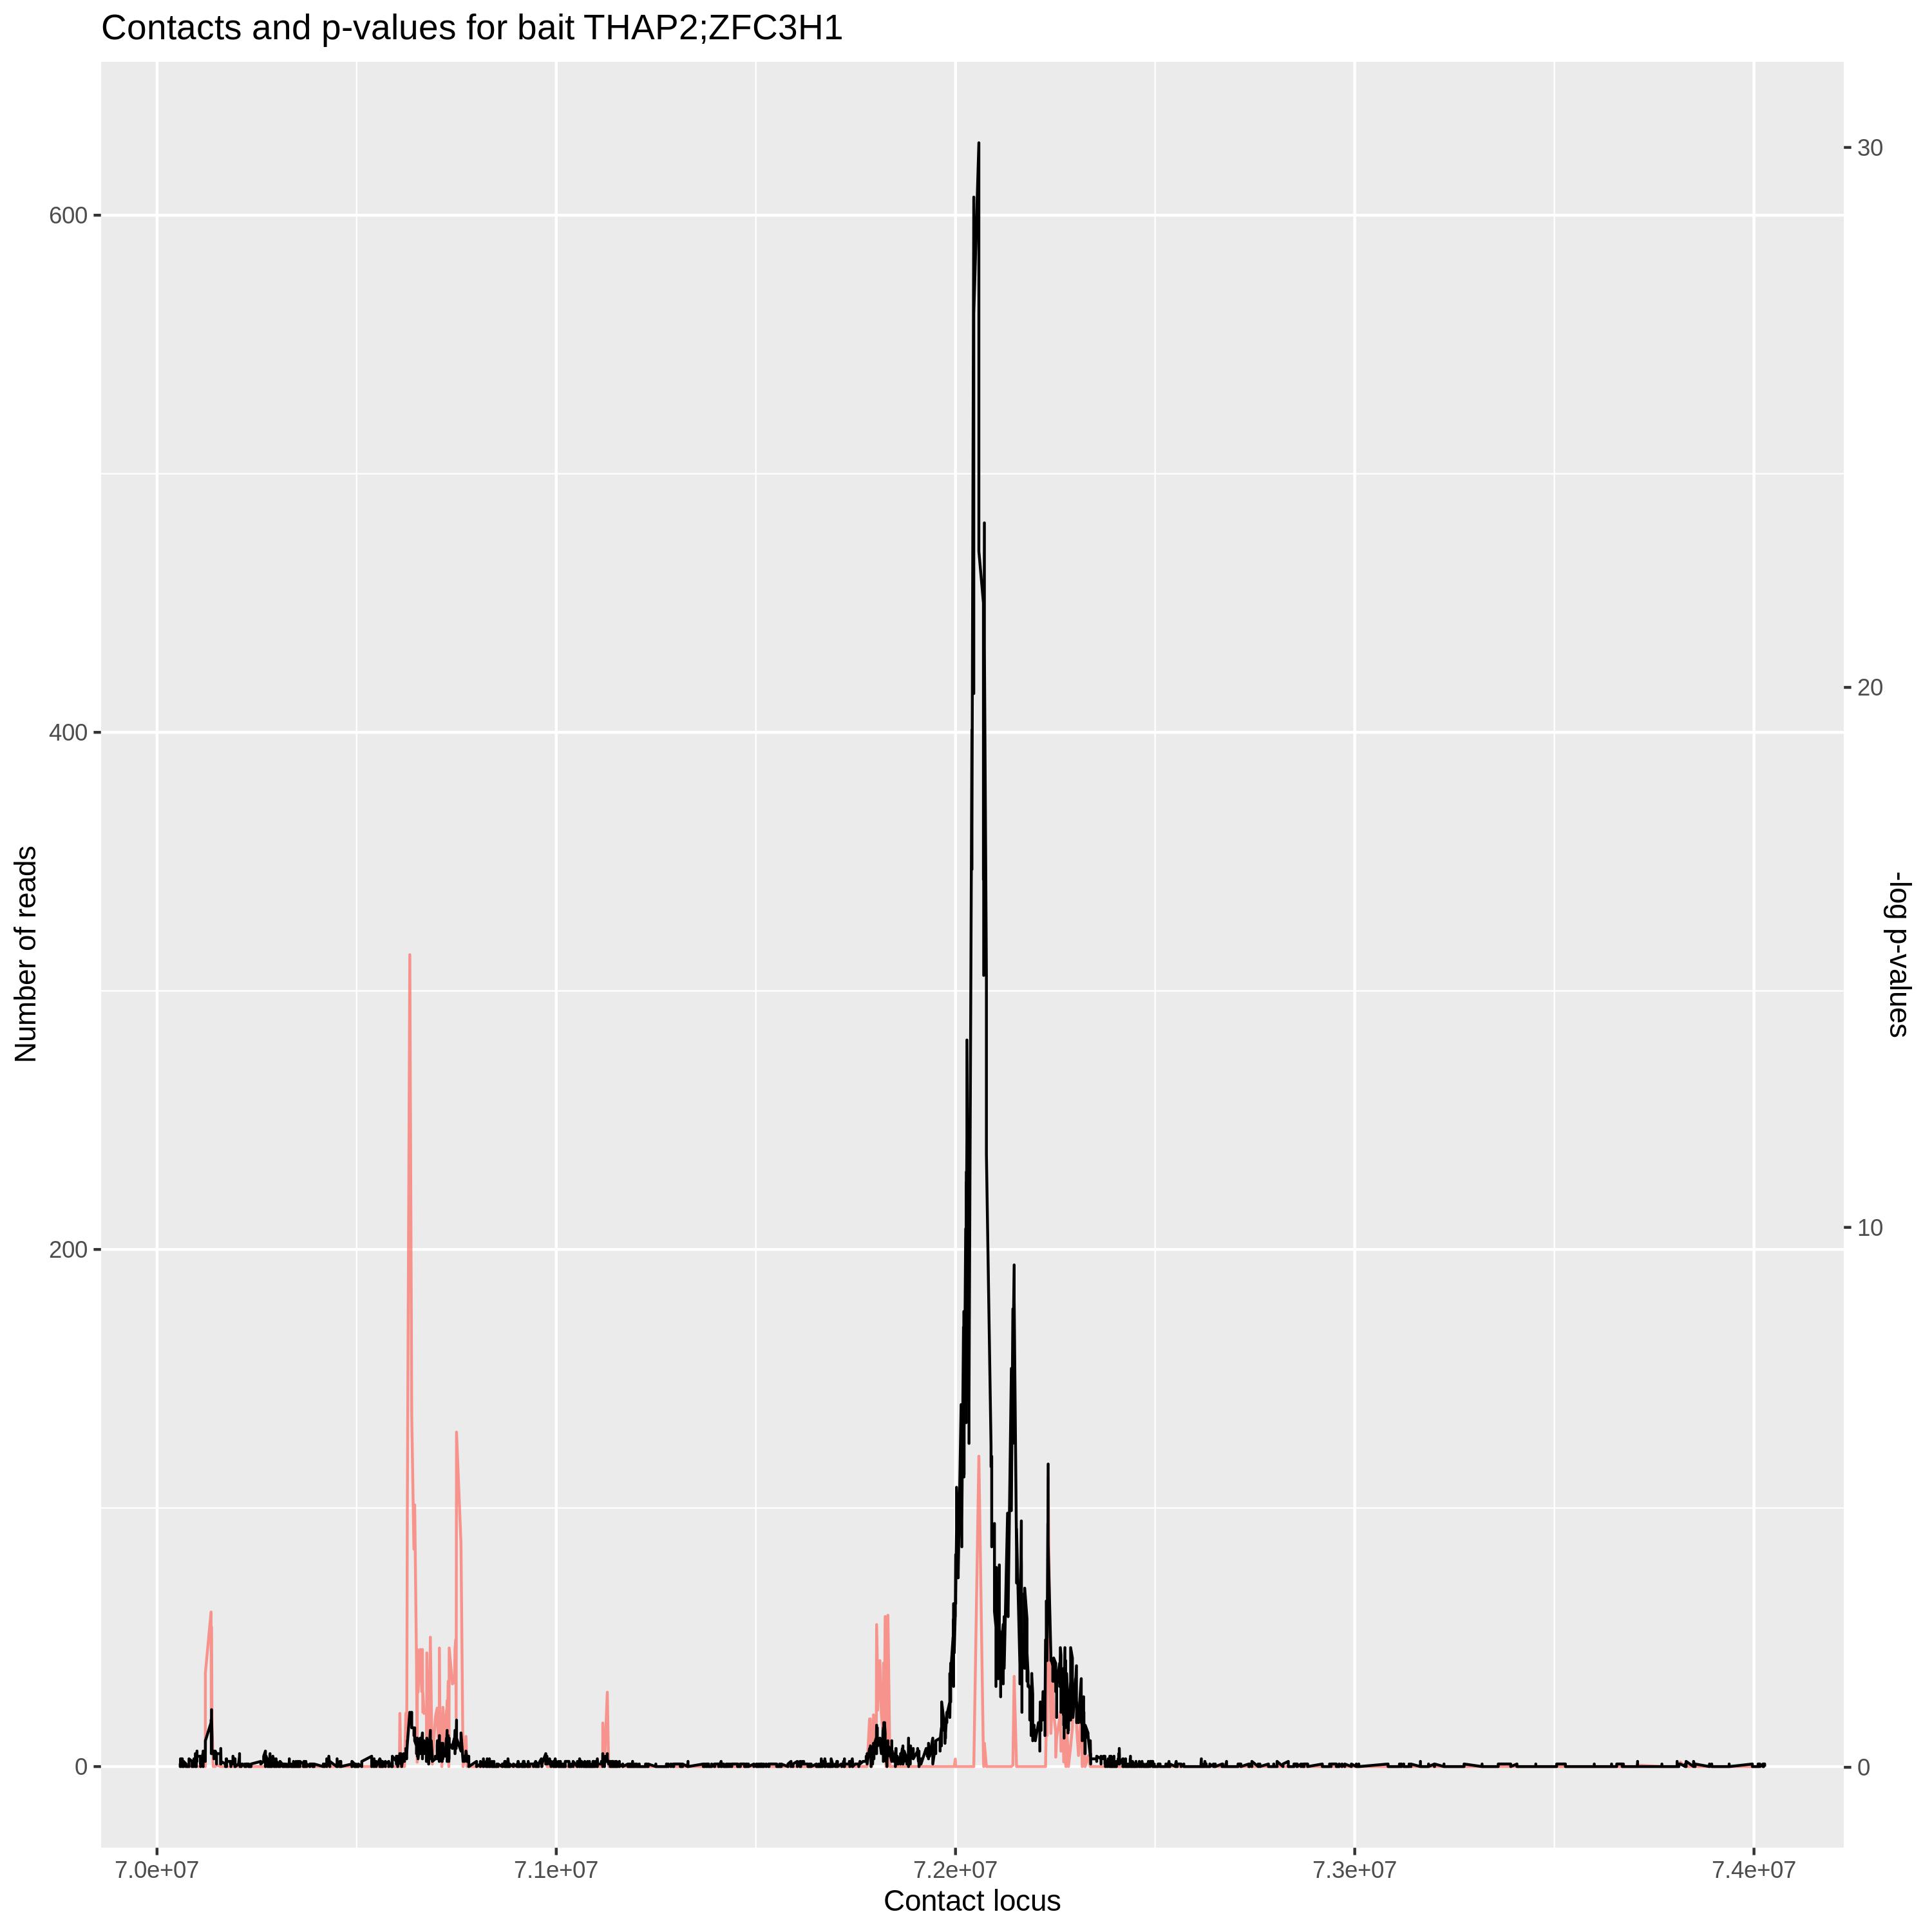 Contacts and p-values for bait THAP2;ZFC3H1
600
400
200
0
Number of reads
30
20
10
0
-log p-values
7.0e+07 7.1e+07 7.2e+07 7.3e+07 7.4e+07
Contact locus